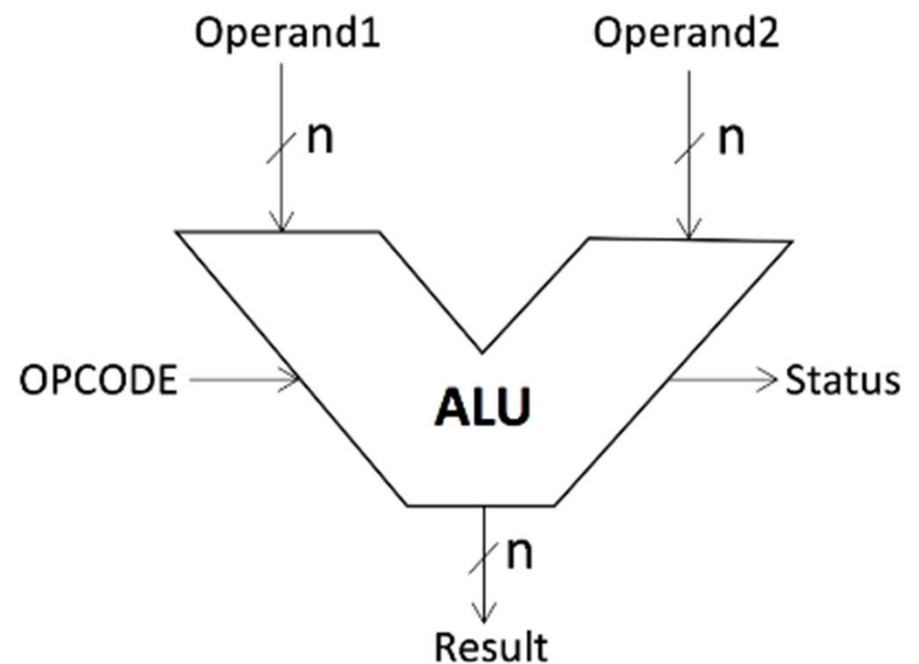 Operand1
Operand2
n
n
OPCODE
ALU
Status
n
Result